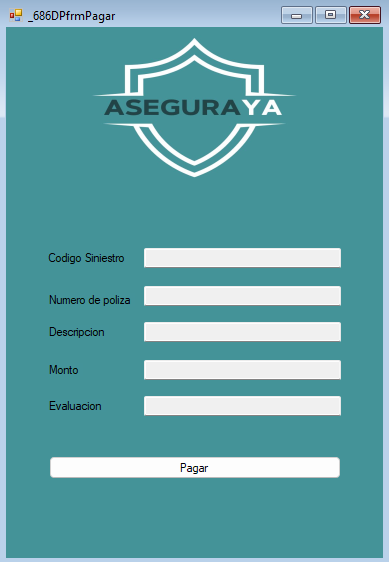 _686DPfrmPagar
ASEGURAYA
Codigo Siniestro
Numero de poliza
Descripcion
Monto
Evaluacion
Pagar